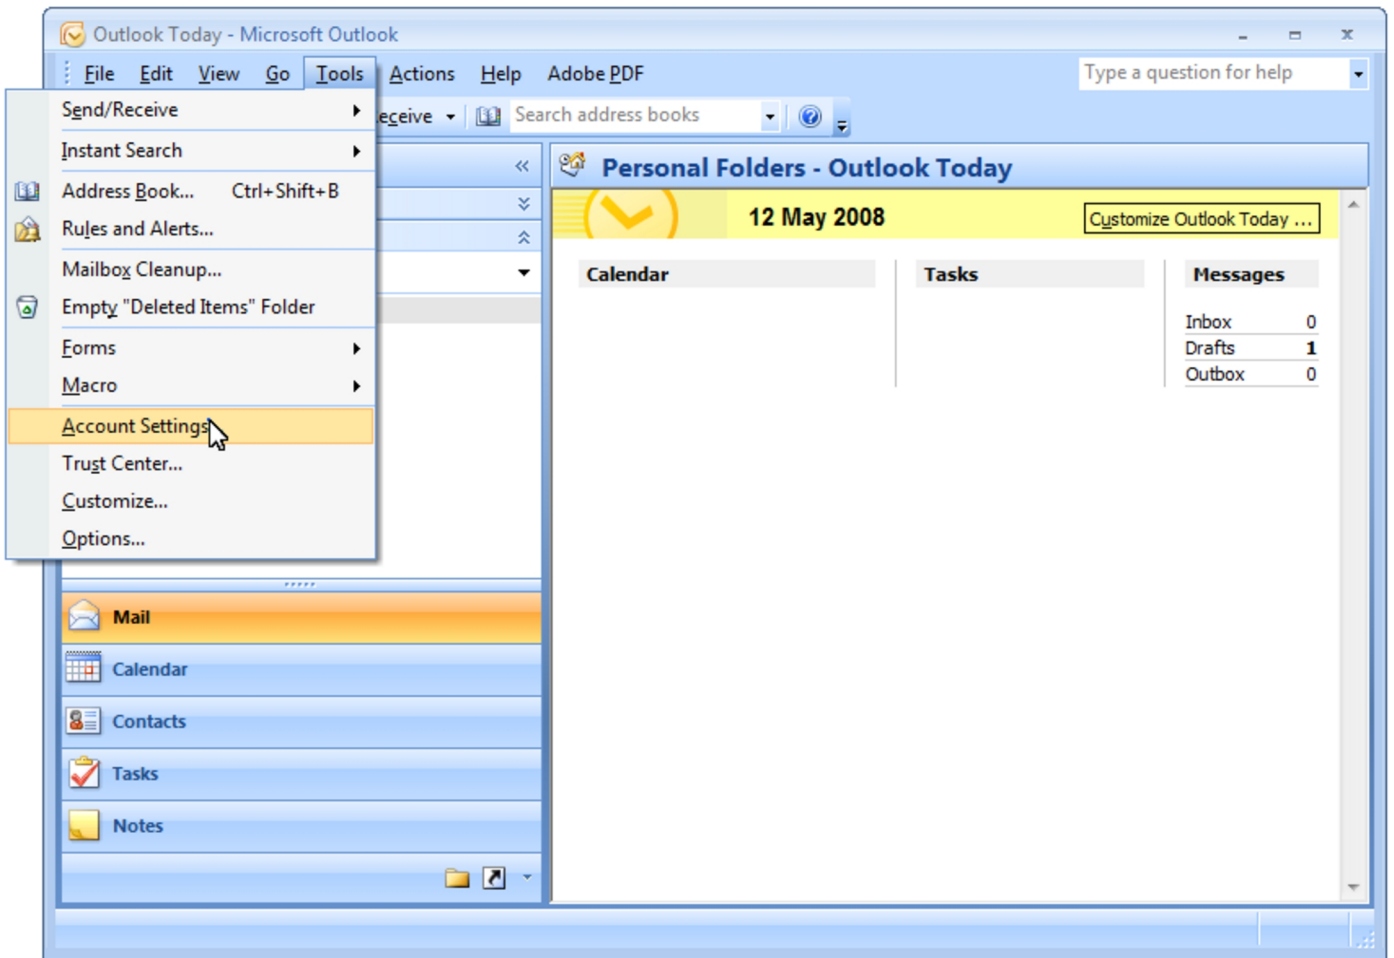 Outlook Today - Microsoft Outlook
File Edit View Go Tools Actions Help Adobe PDF
Type a question for help
Send/Receive
Search address books
Instant Search
Address Book... Ctrl+Shift+B
Rules and Alerts...
Mailbox Cleanup...
Empty "Deleted Items" Folder
Forms
Macro
Account Settings
Trust Center...
Customize...
Options...
Mail
Calendar
Contacts
Tasks
Notes
Personal Folders - Outlook Today
12 May 2008
Customize Outlook Today ...
Calendar
Tasks
Messages
Inbox 0
Drafts 1
Outbox 0